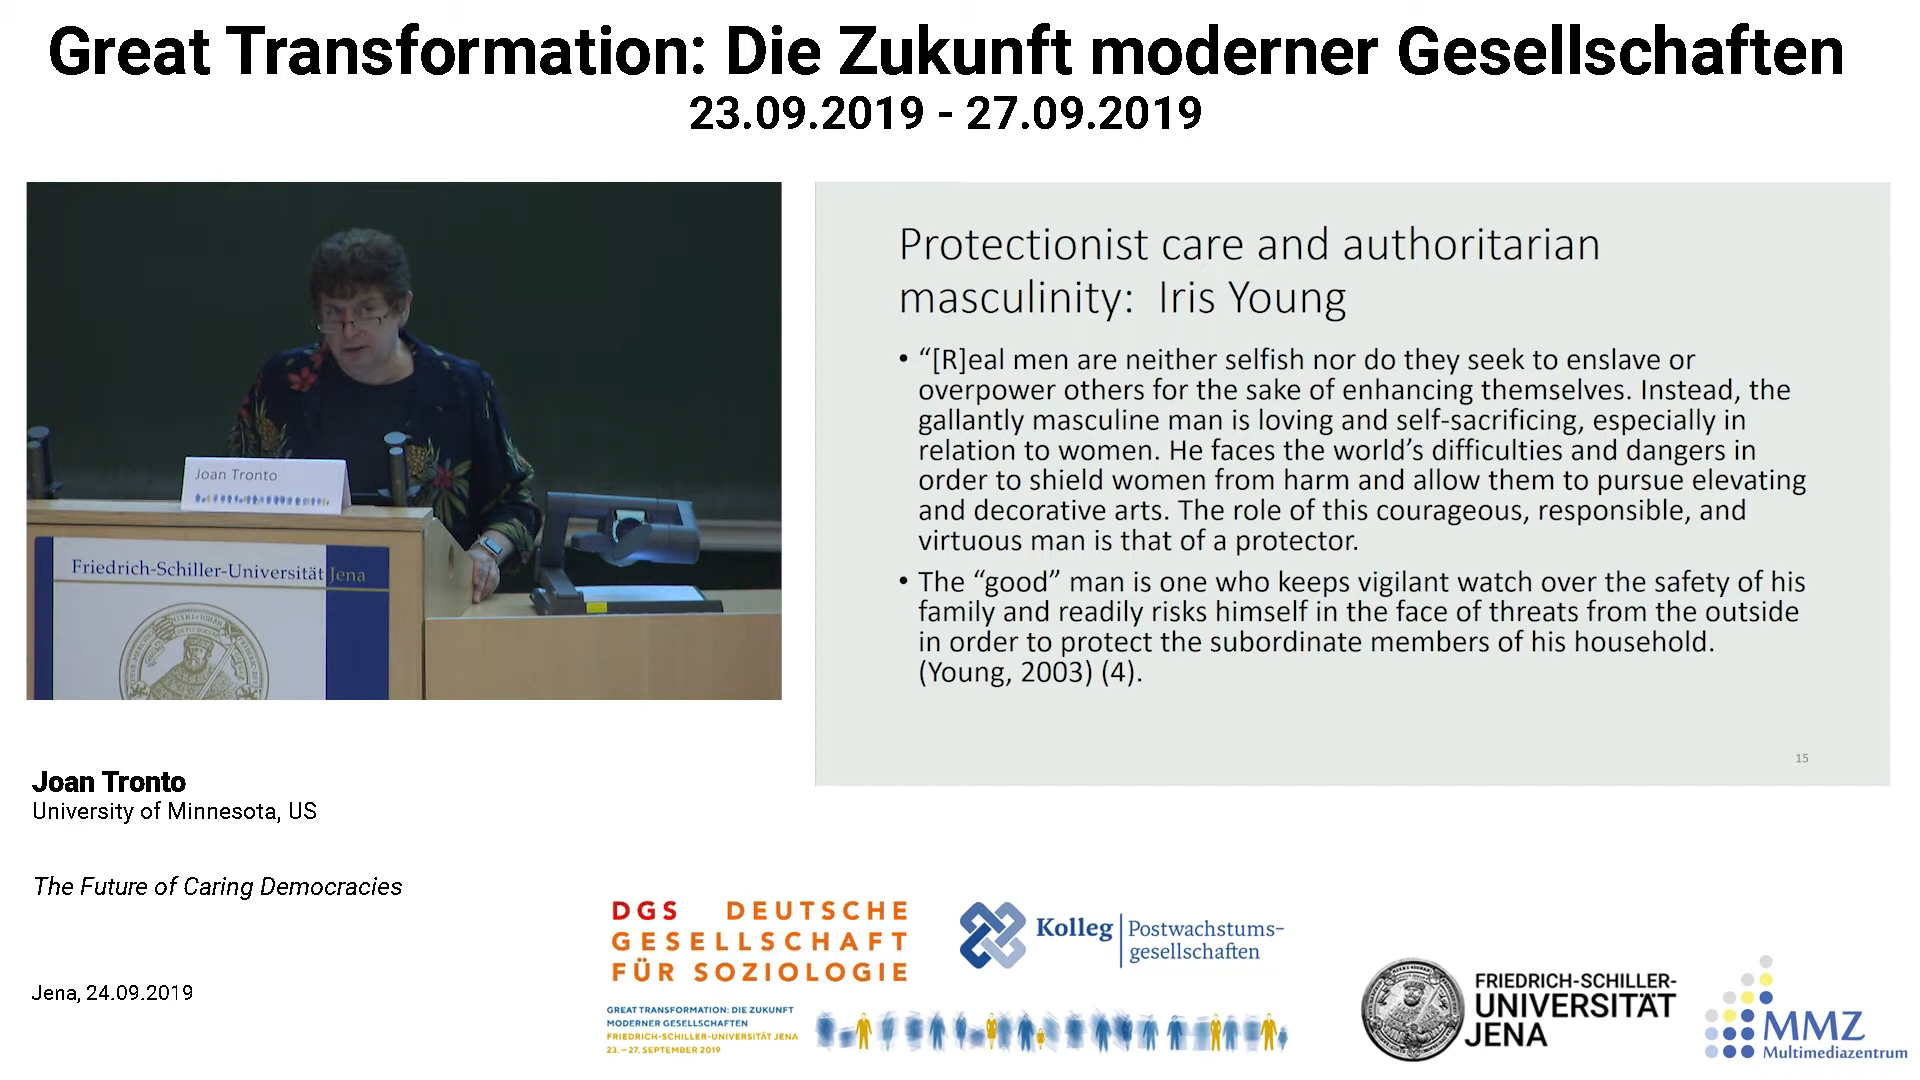 Great Transformation: Die Zukunft moderner Gesellschaften
23.09.2019 - 27.09.2019
Joan Tronto
Friedrich-Schiller-Universität Jena
Protectionist care and authoritarian
masculinity: Iris Young
• “[R]eal men are neither selfish nor do they seek to enslave or
overpower others for the sake of enhancing themselves. Instead, the
gallantly masculine man is loving and self-sacrificing, especially in
relation to women. He faces the world’s difficulties and dangers in
order to shield women from harm and allow them to pursue elevating
and decorative arts. The role of this courageous, responsible, and
virtuous man is that of a protector.
• The “good” man is one who keeps vigilant watch over the safety of his
family and readily risks himself in the face of threats from the outside
in order to protect the subordinate members of his household.
(Young, 2003) (4).
15
Joan Tronto
University of Minnesota, US
The Future of Caring Democracies
Jena, 24.09.2019
DGS DEUTSCHE
GESELLSCHAFT
FÜR SOZIOLOGIE
GREAT TRANSFORMATION: DIE ZUKUNFT
MODERNER GESELLSCHAFTEN
FRIEDRICH-SCHILLER-UNIVERSITÄT JENA
23.–27. SEPTEMBER 2019
Kolleg Postwachstums-
gesellschaften
FRIEDRICH-SCHILLER-
UNIVERSITÄT
JENA
MMZ
Multimediazentrum